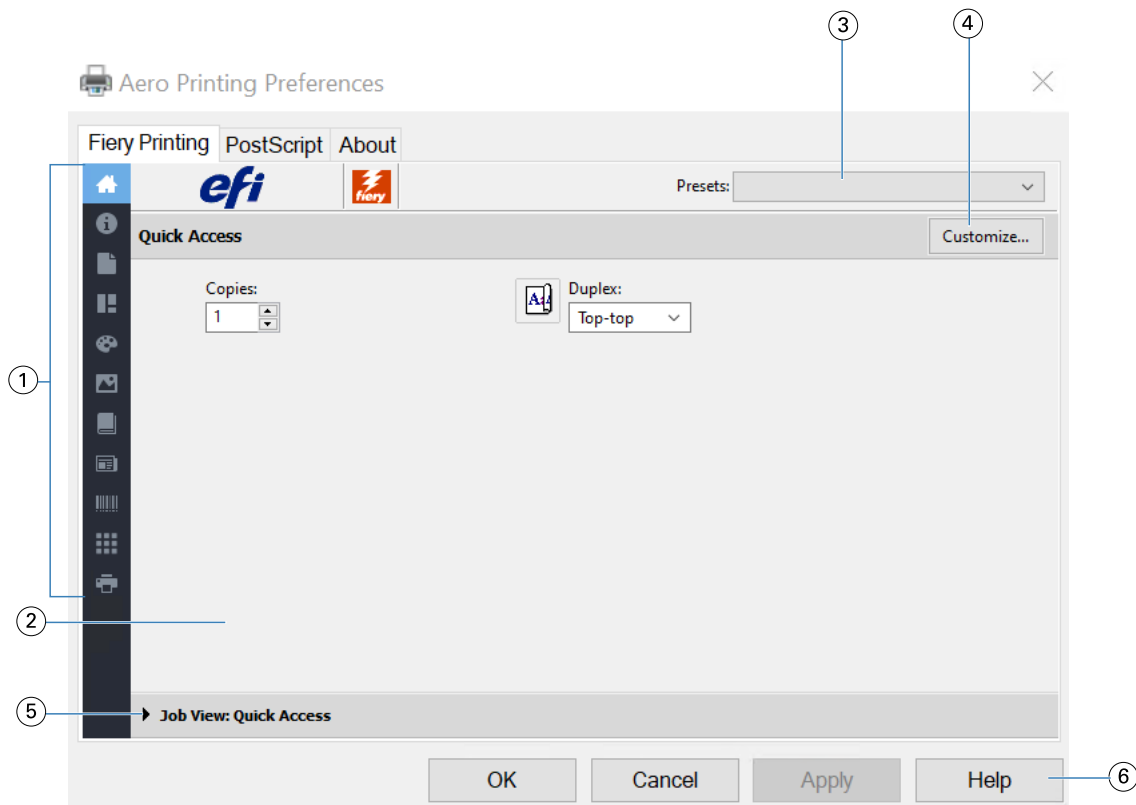 3
4
Aero Printing Preferences
Fiery Printing PostScript About
efi fiery Presets:
Quick Access Customize...
Copies: Duplex:
1 Top-top
1
2
5 Job View: Quick Access
OK Cancel Apply Help 6